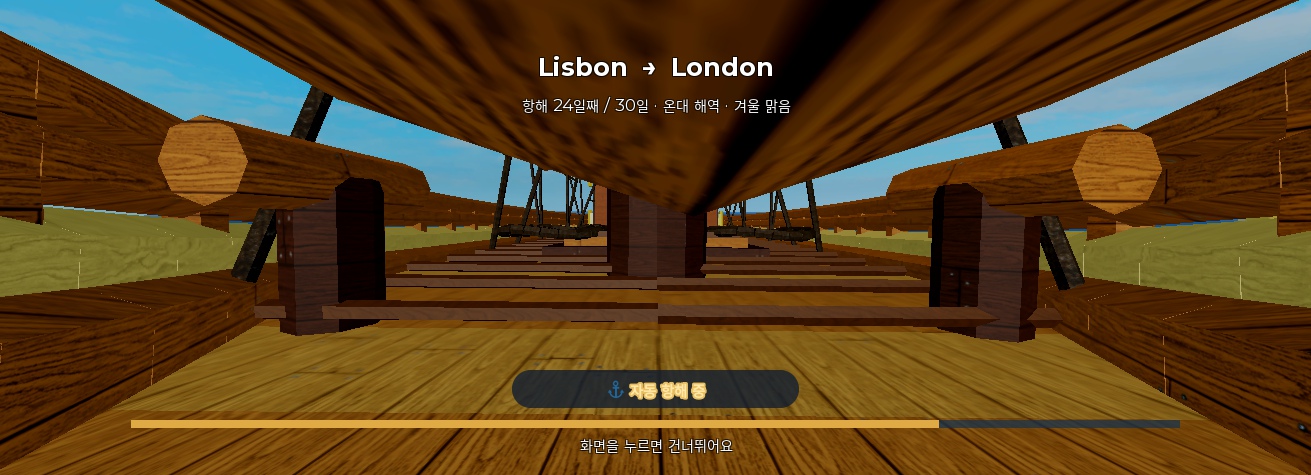 Lisbon → London
항해 24일째 / 30일 · 온대 해역 · 겨울 맑음
⚓ 자동 항해 중
화면을 누르면 건너뛰어요